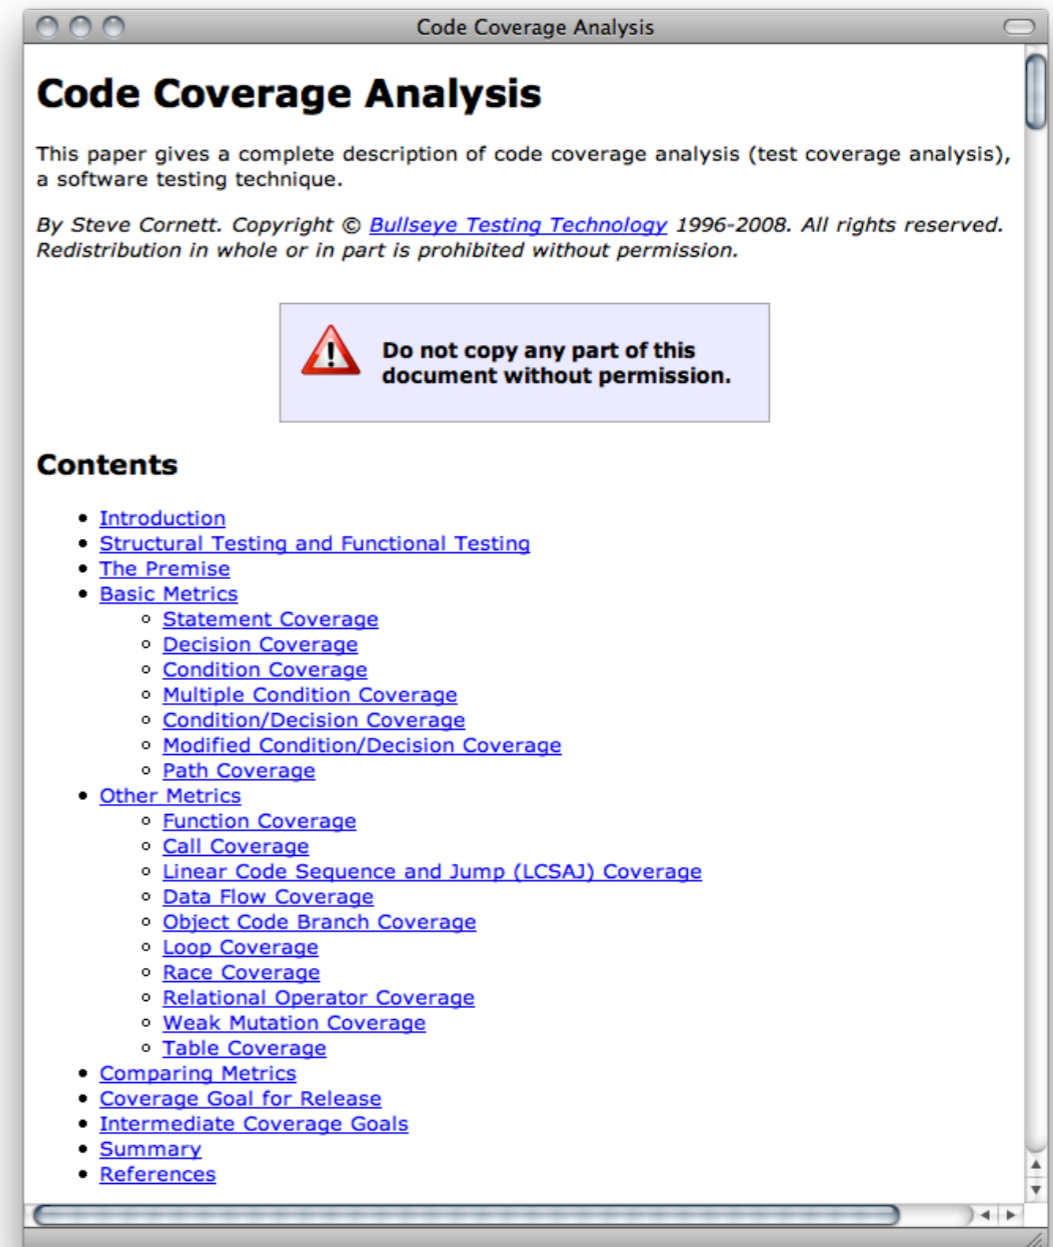 Code Coverage Analysis
Code Coverage Analysis
This paper gives a complete description of code coverage analysis (test coverage analysis),
a software testing technique.
By Steve Cornett. Copyright © Bullseye Testing Technology 1996-2008. All rights reserved.
Redistribution in whole or in part is prohibited without permission.
Do not copy any part of this
document without permission.
Contents
• Introduction
• Structural Testing and Functional Testing
• The Premise
• Basic Metrics
◦ Statement Coverage
◦ Decision Coverage
◦ Condition Coverage
◦ Multiple Condition Coverage
◦ Condition/Decision Coverage
◦ Modified Condition/Decision Coverage
◦ Path Coverage
• Other Metrics
◦ Function Coverage
◦ Call Coverage
◦ Linear Code Sequence and Jump (LCSAJ) Coverage
◦ Data Flow Coverage
◦ Object Code Branch Coverage
◦ Loop Coverage
◦ Race Coverage
◦ Relational Operator Coverage
◦ Weak Mutation Coverage
◦ Table Coverage
• Comparing Metrics
• Coverage Goal for Release
• Intermediate Coverage Goals
• Summary
• References